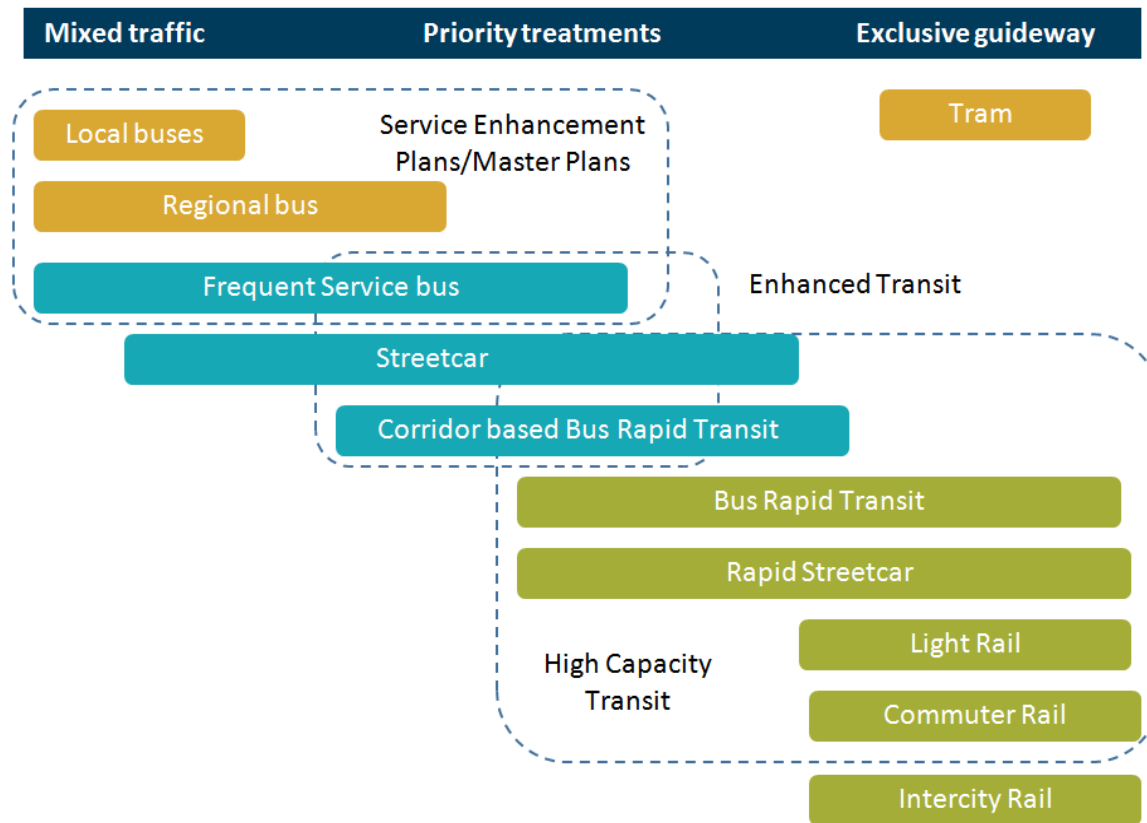 Mixed traffic
Priority treatments
Exclusive guideway
Local buses
Service Enhancement
Plans/Master Plans
Tram
Regional bus
Frequent Service bus
Enhanced Transit
Streetcar
Corridor based Bus Rapid Transit
Bus Rapid Transit
Rapid Streetcar
Light Rail
High Capacity
Transit
Commuter Rail
Intercity Rail